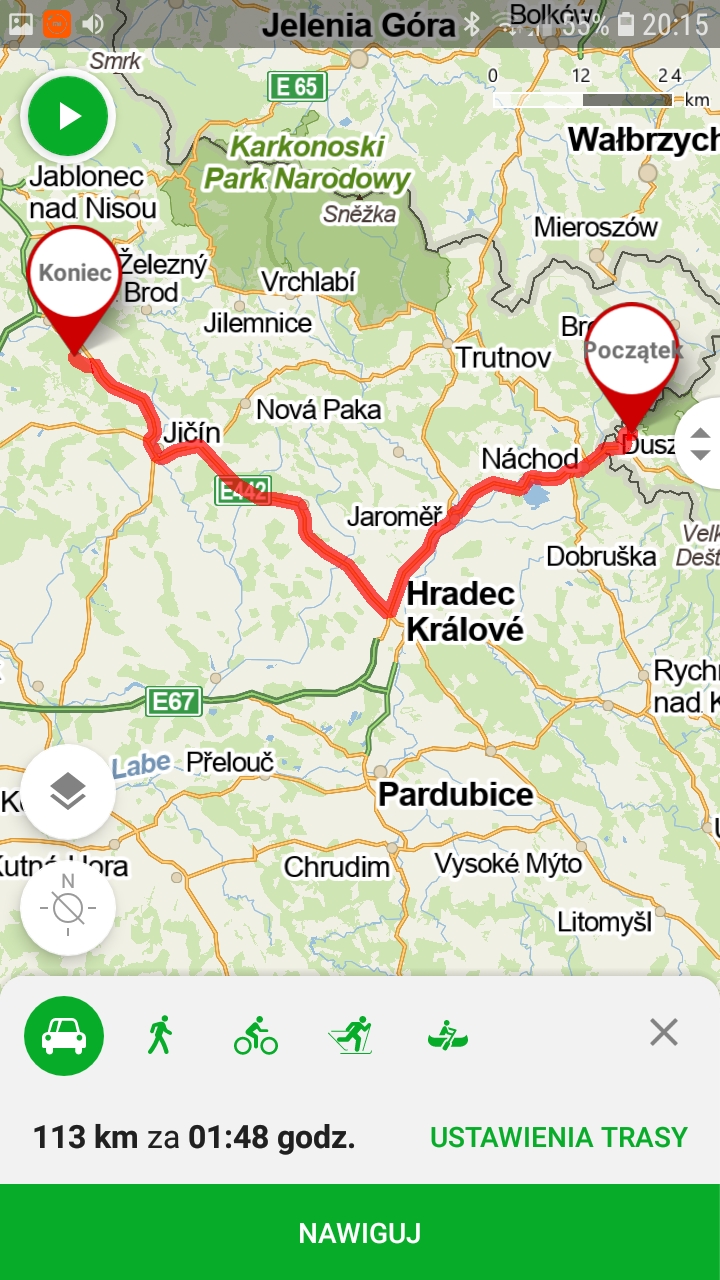 Jelenia Góra
Bolków
35% 20:15
Smrk
E 65
0 12 24
km
Karkonoski
Park Narodowy
Wałbrzych
Jablonec
nad Nisou
Sněžka
Mieroszów
Koniec
Železný
Brod
Vrchlabí
Jilemnice
Początek
Trutnov
Nová Paka
Jičín
Náchod
E442
Jaroměř
Dobruška
Hradec
Králové
E67
nad K
Labe
Přelouč
Pardubice
Chrudim
Vysoké Mýto
Litomyšl
N
113 km za 01:48 godz.
USTAWIENIA TRASY
NAWIGUJ